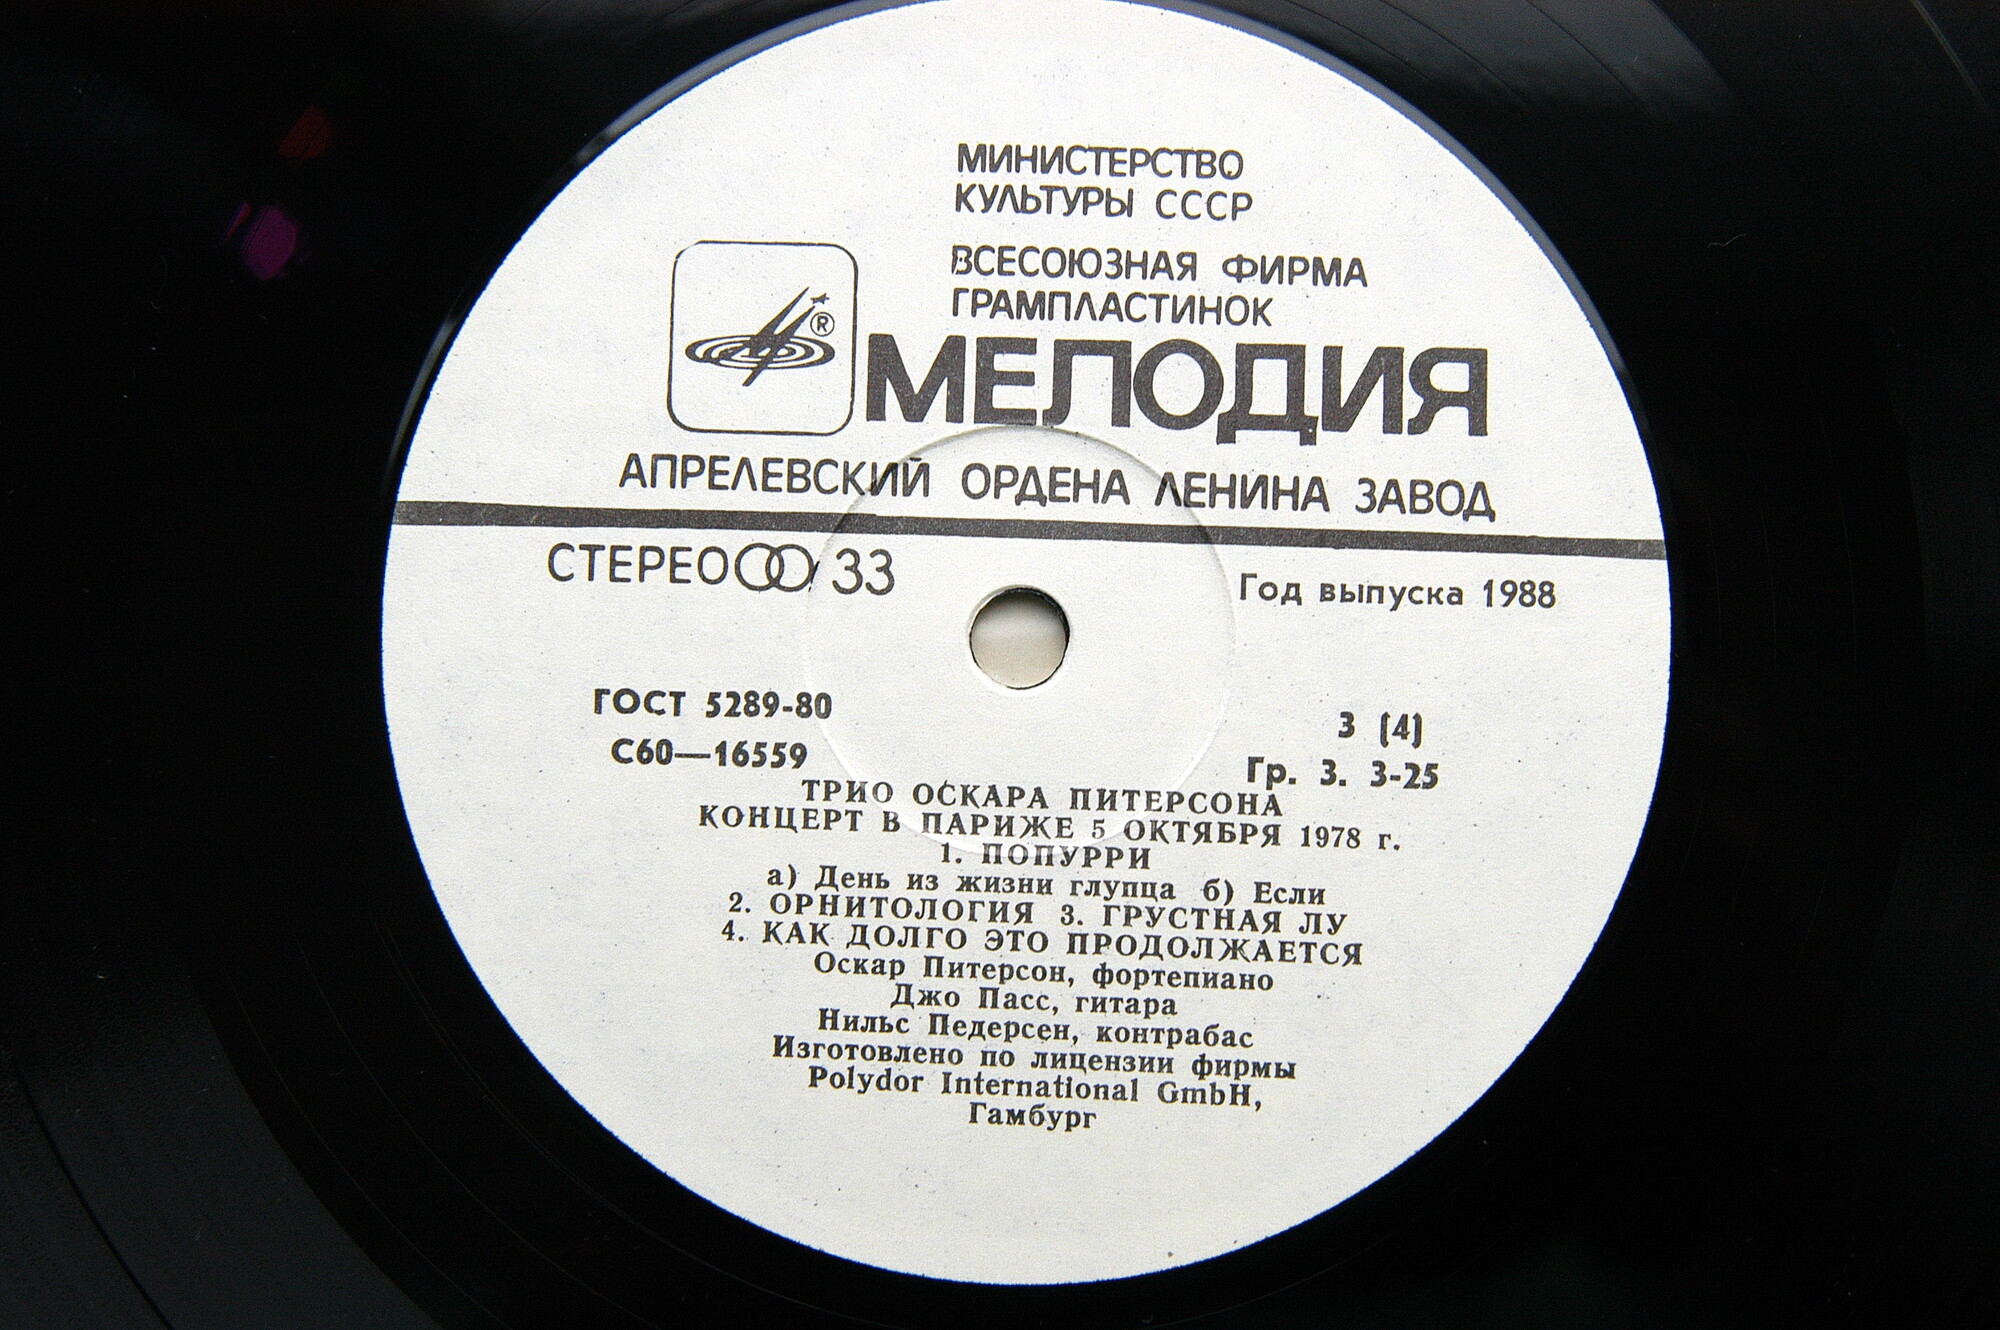 МИНИСТЕРСТВО
КУЛЬТУРЫ СССР
ВСЕСОЮЗНАЯ ФИРМА
ГРАМПЛАСТИНОК
®
МЕЛОДИЯ
АПРЕЛЕВСКИЙ ОРДЕНА ЛЕНИНА ЗАВОД
СТЕРЕО 33
Год выпуска 1988
ГОСТ 5289-80
3 (4)
С60—16559
Гр. 3. 3-25
ТРИО ОСКАРА ПИТЕРСОНА
КОНЦЕРТ В ПАРИЖЕ 5 ОКТЯБРЯ 1978 г.
1. ПОПУРРИ
а) День из жизни глупца б) Если
2. ОРНИТОЛОГИЯ 3. ГРУСТНАЯ ЛУ
4. КАК ДОЛГО ЭТО ПРОДОЛЖАЕТСЯ
Оскар Питерсон, фортепиано
Джо Пасс, гитара
Нильс Педерсен, контрабас
Изготовлено по лицензии фирмы
Polydor International GmbH,
Гамбург